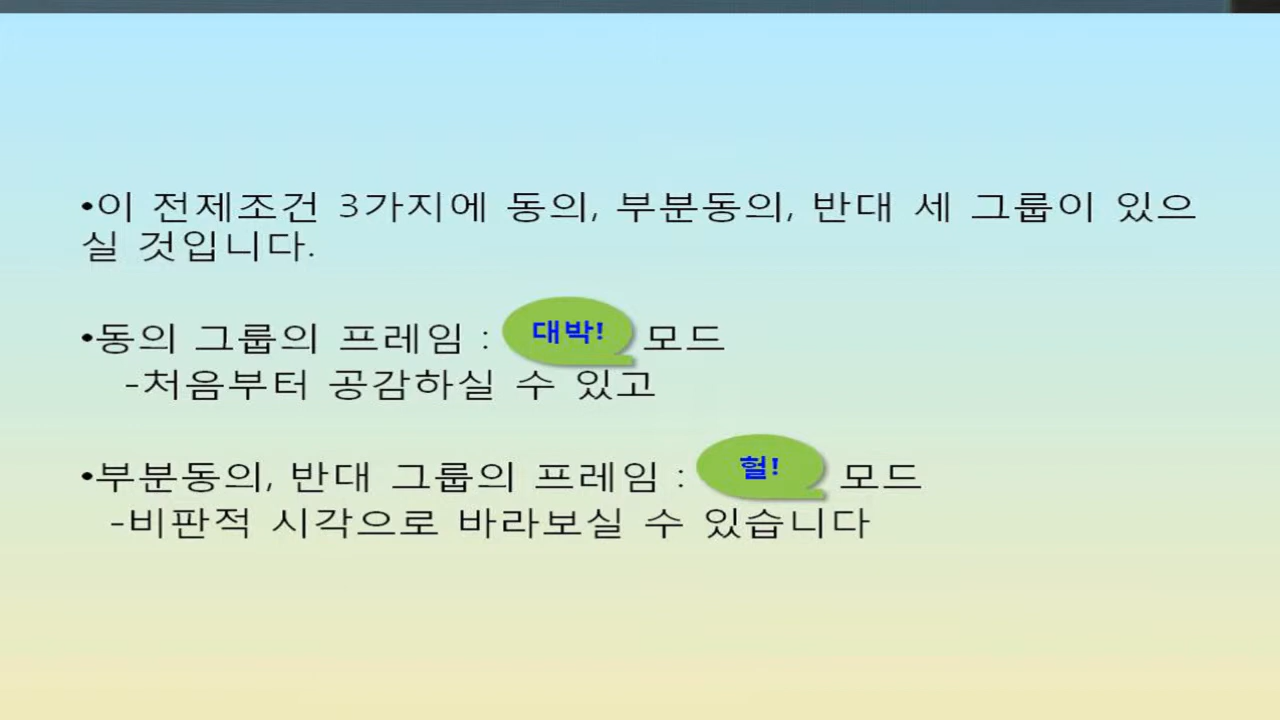 •이 전제조건 3가지에 동의, 부분동의, 반대 세 그룹이 있으
실 것입니다.
•동의 그룹의 프레임 : 대박! 모드
-처음부터 공감하실 수 있고
•부분동의, 반대 그룹의 프레임 : 헐! 모드
-비판적 시각으로 바라보실 수 있습니다